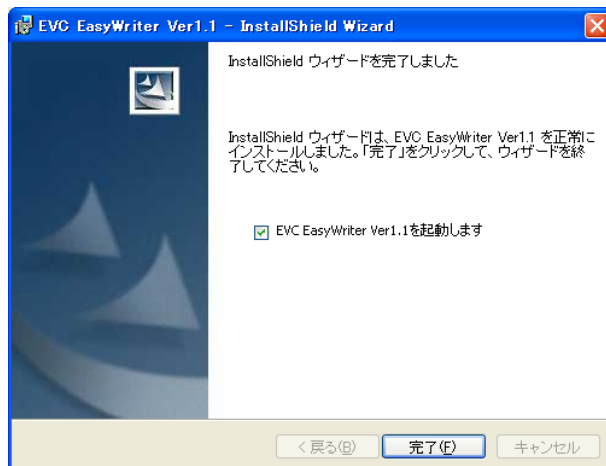 EVC EasyWriter Ver1.1 - InstallShield Wizard
InstallShield ウィザードを完了しました
InstallShield ウィザードは、EVC EasyWriter Ver1.1 を正常に
インストールしました。「完了」をクリックして、ウィザードを終
了してください。
EVC EasyWriter Ver1.1を起動します
< 戻る(B) 完了(F) キャンセル